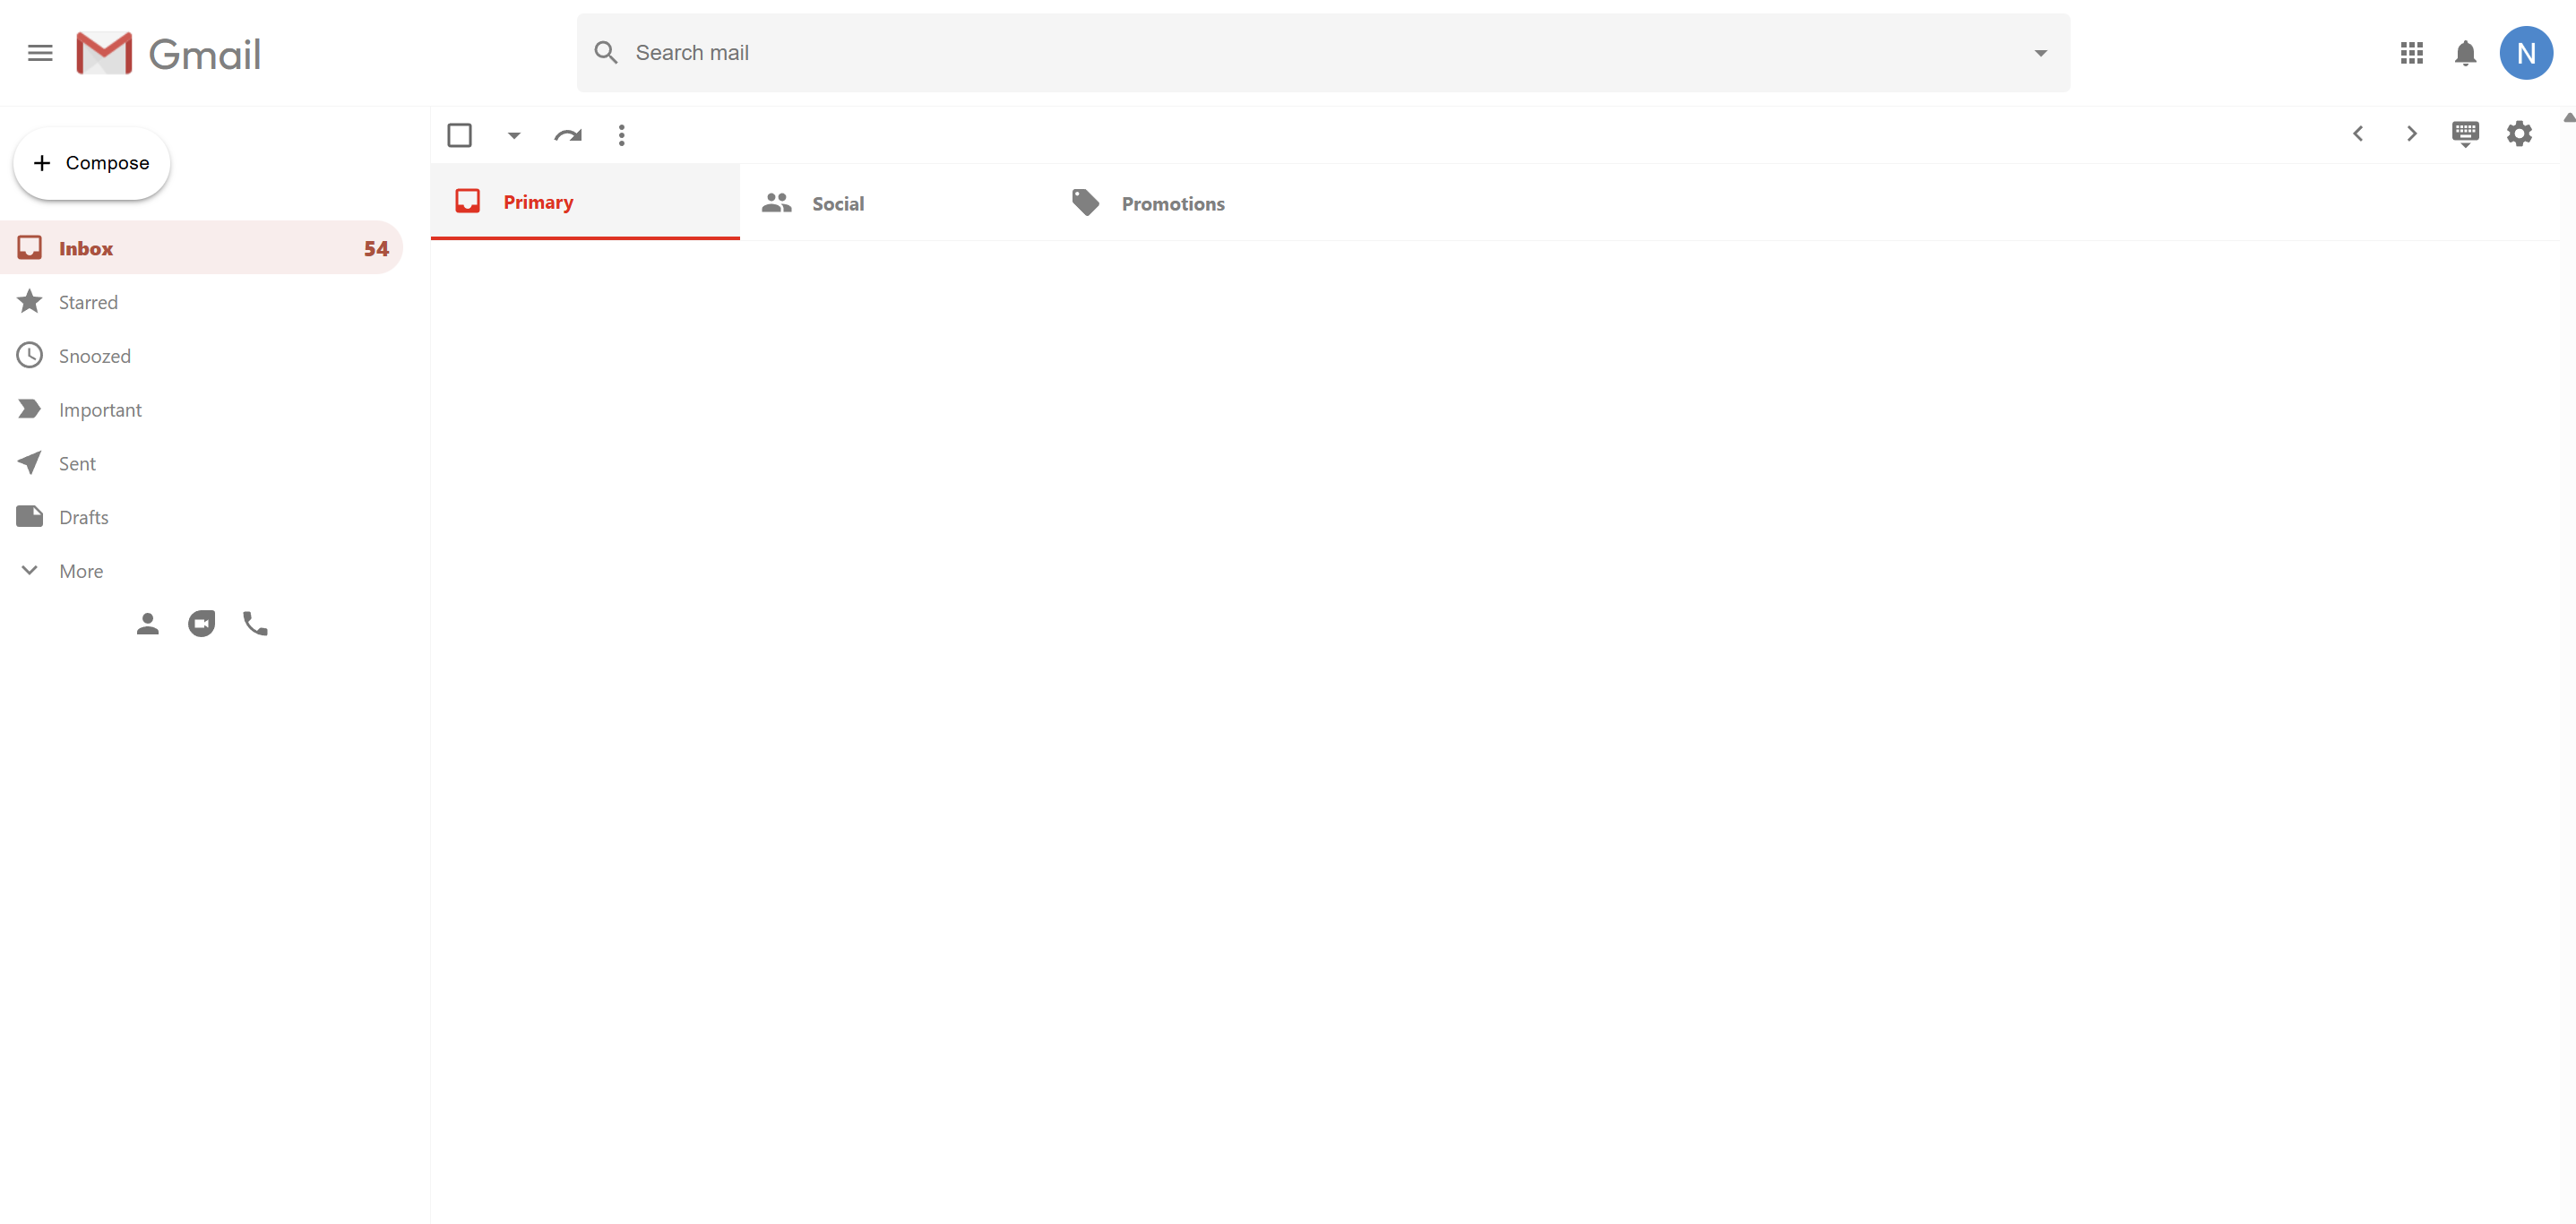 Gmail
Search mail
N
Compose
Primary
Social
Promotions
Inbox 54
Starred
Snoozed
Important
Sent
Drafts
More